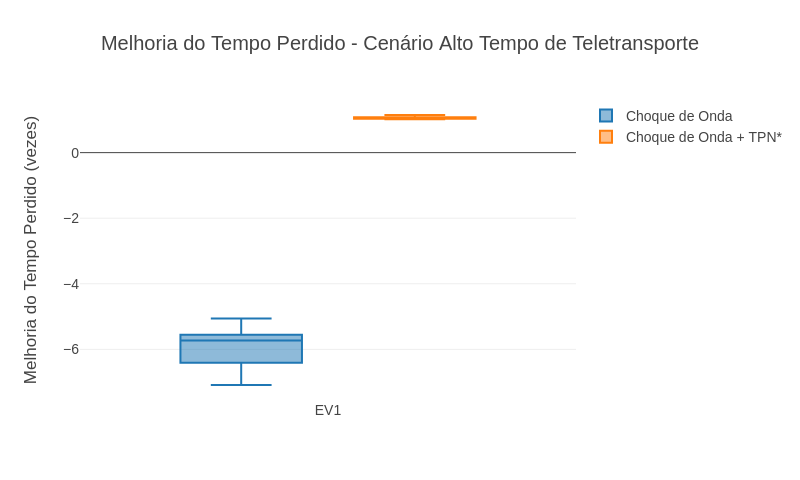 Melhoria do Tempo Perdido - Cenário Alto Tempo de Teletransporte
Melhoria do Tempo Perdido (vezes)
0
−2
−4
−6
EV1
Choque de Onda
Choque de Onda + TPN*